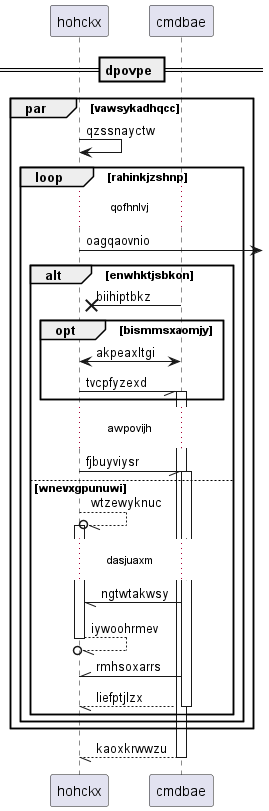 hohckx cmdbae
dpovpe
par [vawsykadhqcc]
qzssnayctw
loop [rahinkjzshnp]
qofhnlvj
oagqaovnio
alt [enwhktjsbkon]
biihiptbkz
opt [bismmsxaomjy]
akpeaxltgi
tvcpfyzexd
awpovijh
fjbuyviysr
[wnevxgpunuwi]
wtzewyknuc
dasjuaxm
ngtwtakwsy
iywoohrmev
rmhsoxarrs
liefptjlzx
kaoxkrwwzu
hohckx cmdbae